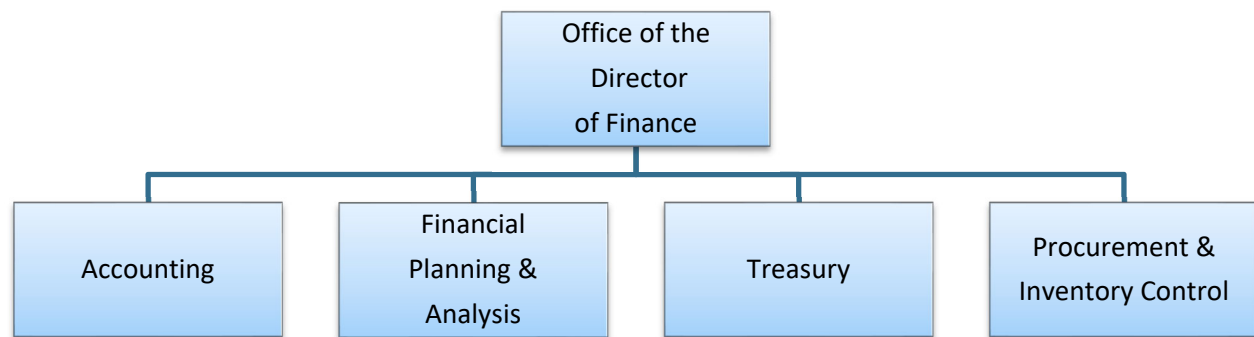 Office of the
Director
of Finance
Accounting
Financial
Planning &
Analysis
Treasury
Procurement &
Inventory Control